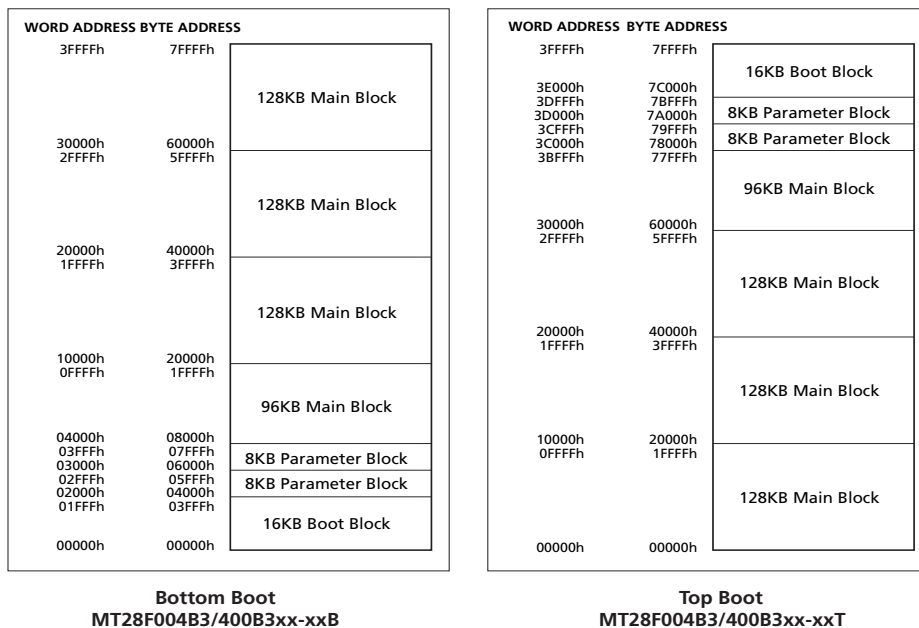 WORD ADDRESS BYTE ADDRESS
3FFFFh 7FFFFh
128KB Main Block
30000h 60000h
2FFFFh 5FFFFh
128KB Main Block
20000h 40000h
1FFFFh 3FFFFh
128KB Main Block
10000h 20000h
0FFFFh 1FFFFh
96KB Main Block
04000h 08000h
03FFFh 07FFFh
8KB Parameter Block
03000h 06000h
02FFFh 05FFFh
8KB Parameter Block
02000h 04000h
01FFFh 03FFFh
16KB Boot Block
00000h 00000h
Bottom Boot
MT28F004B3/400B3xx-xxB
WORD ADDRESS BYTE ADDRESS
3FFFFh 7FFFFh
16KB Boot Block
3E000h 7C000h
3DFFFh 7BFFFh
3D000h 7A000h 8KB Parameter Block
3CFFFh 79FFFh
3C000h 78000h 8KB Parameter Block
3BFFFh 77FFFh
96KB Main Block
30000h 60000h
2FFFFh 5FFFFh
128KB Main Block
20000h 40000h
1FFFFh 3FFFFh
128KB Main Block
10000h 20000h
0FFFFh 1FFFFh
128KB Main Block
00000h 00000h
Top Boot
MT28F004B3/400B3xx-xxT